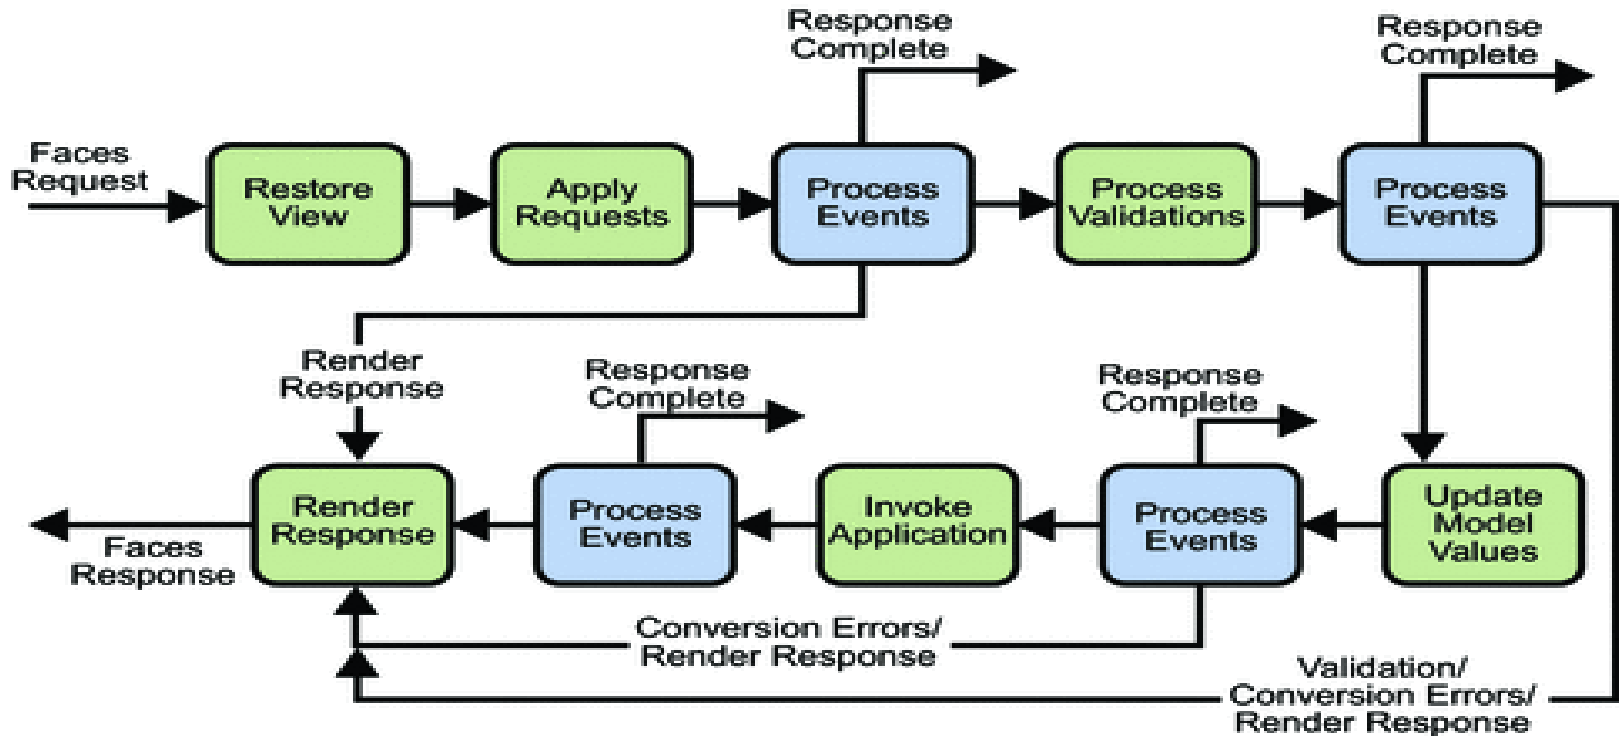 Response
Complete
Response
Complete
Faces
Request
Restore
View
Apply
Requests
Process
Events
Process
Validations
Process
Events
Render
Response
Response
Complete
Response
Complete
Render
Response
Process
Events
Invoke
Application
Process
Events
Update
Model
Values
Faces
Response
Conversion Errors/
Render Response
Validation/
Conversion Errors/
Render Response